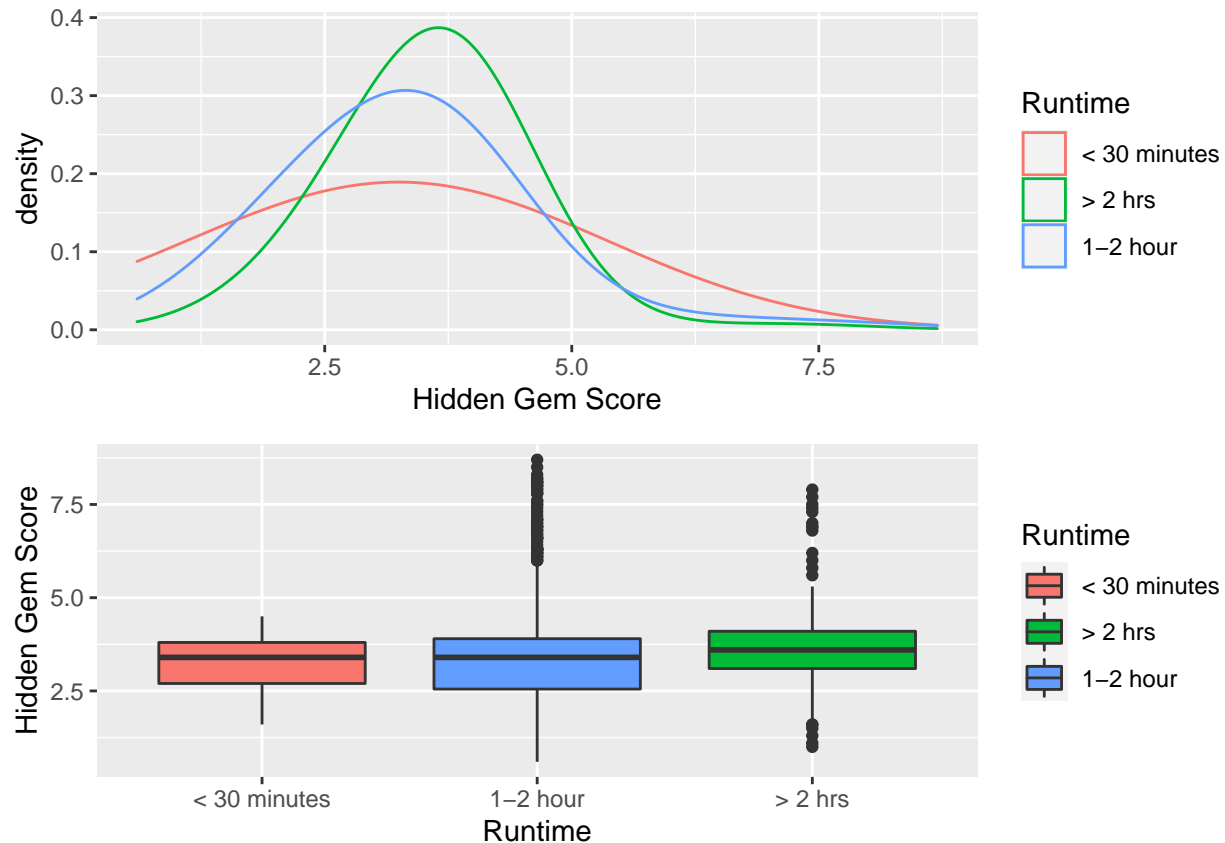 0.4
0.3
0.2
0.1
0.0
density
2.5 5.0 7.5
Hidden Gem Score
Runtime
< 30 minutes
> 2 hrs
1−2 hour
7.5
5.0
2.5
Hidden Gem Score
< 30 minutes 1−2 hour > 2 hrs
Runtime
Runtime
< 30 minutes
> 2 hrs
1−2 hour